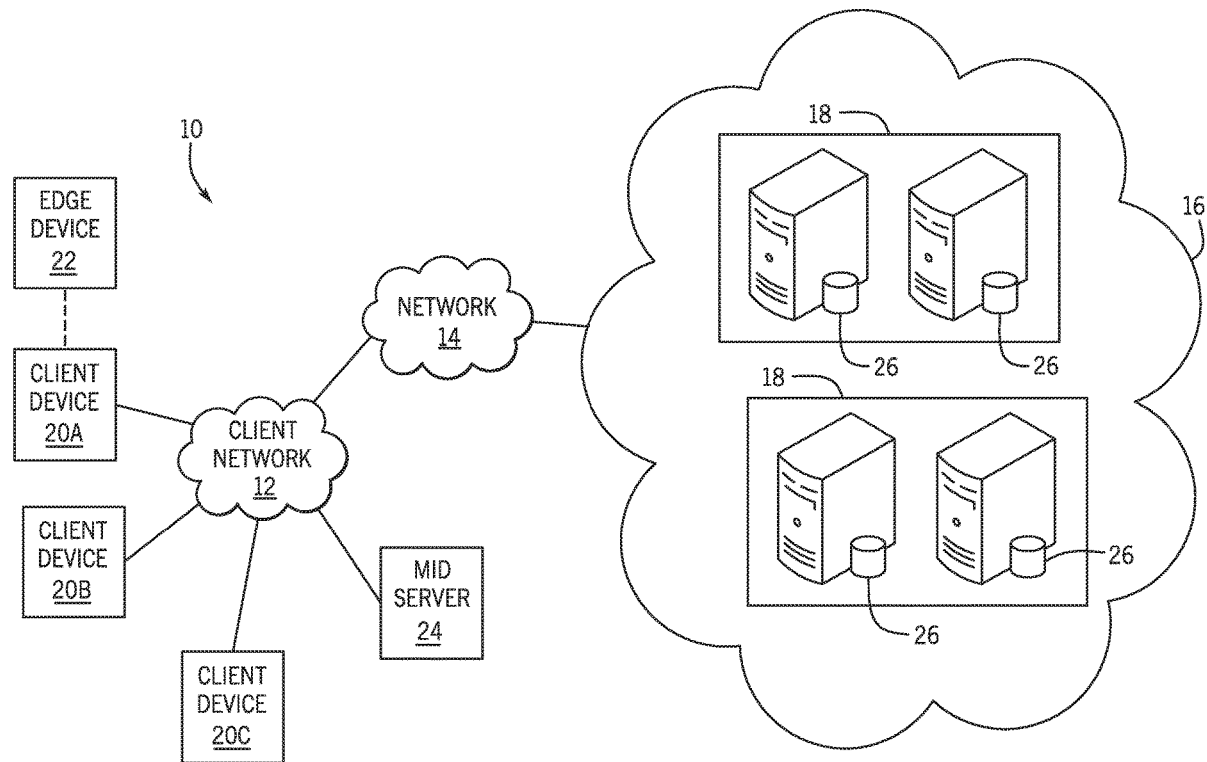 10
EDGE
DEVICE
22
CLIENT
DEVICE
20A
CLIENT
DEVICE
20B
CLIENT
DEVICE
20C
CLIENT
NETWORK
12
MID
SERVER
24
NETWORK
14
16
18
26
26
18
26
26